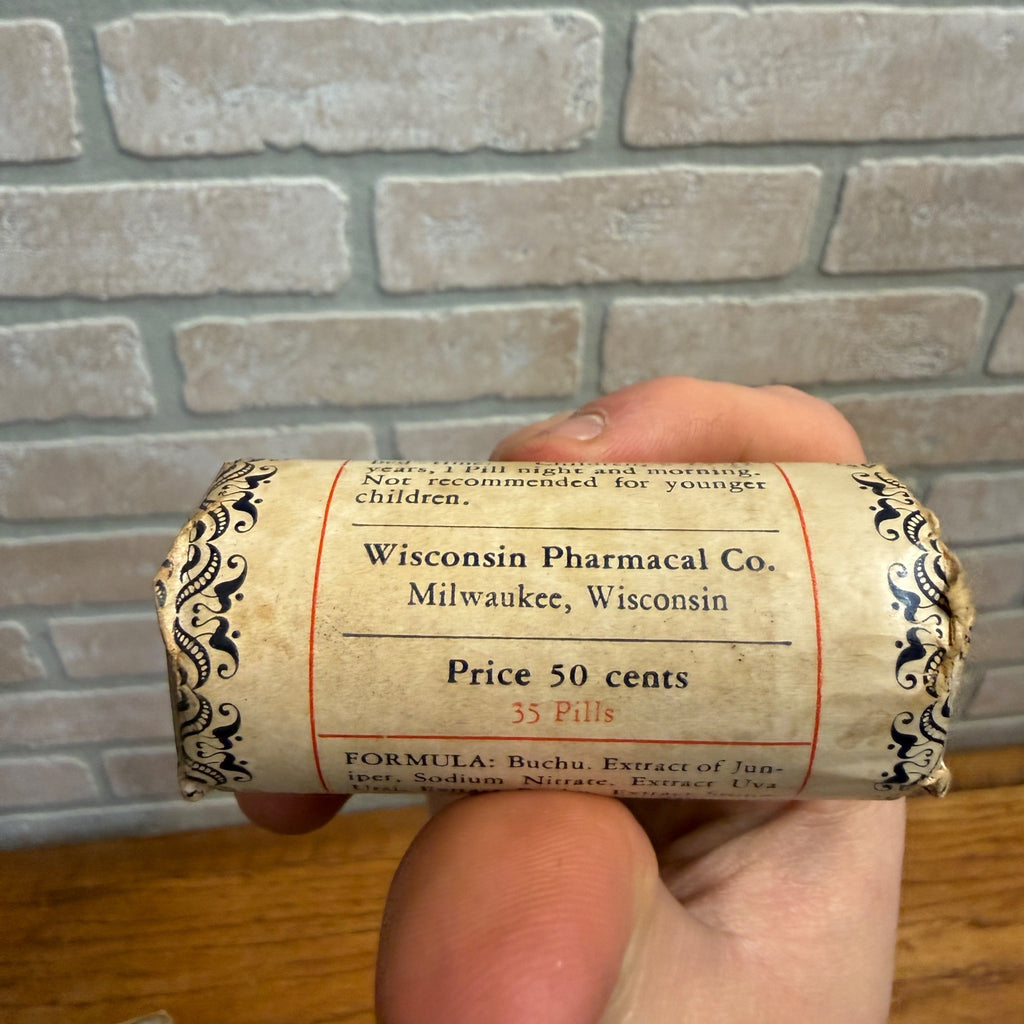 years, 1 Pill night and morning.
Not recommended for younger
children.
Wisconsin Pharmacal Co.
Milwaukee, Wisconsin
Price 50 cents
35 Pills
FORMULA: Buchu. Extract of Jun-
iper, Sodium Nitrate. Extract Uva